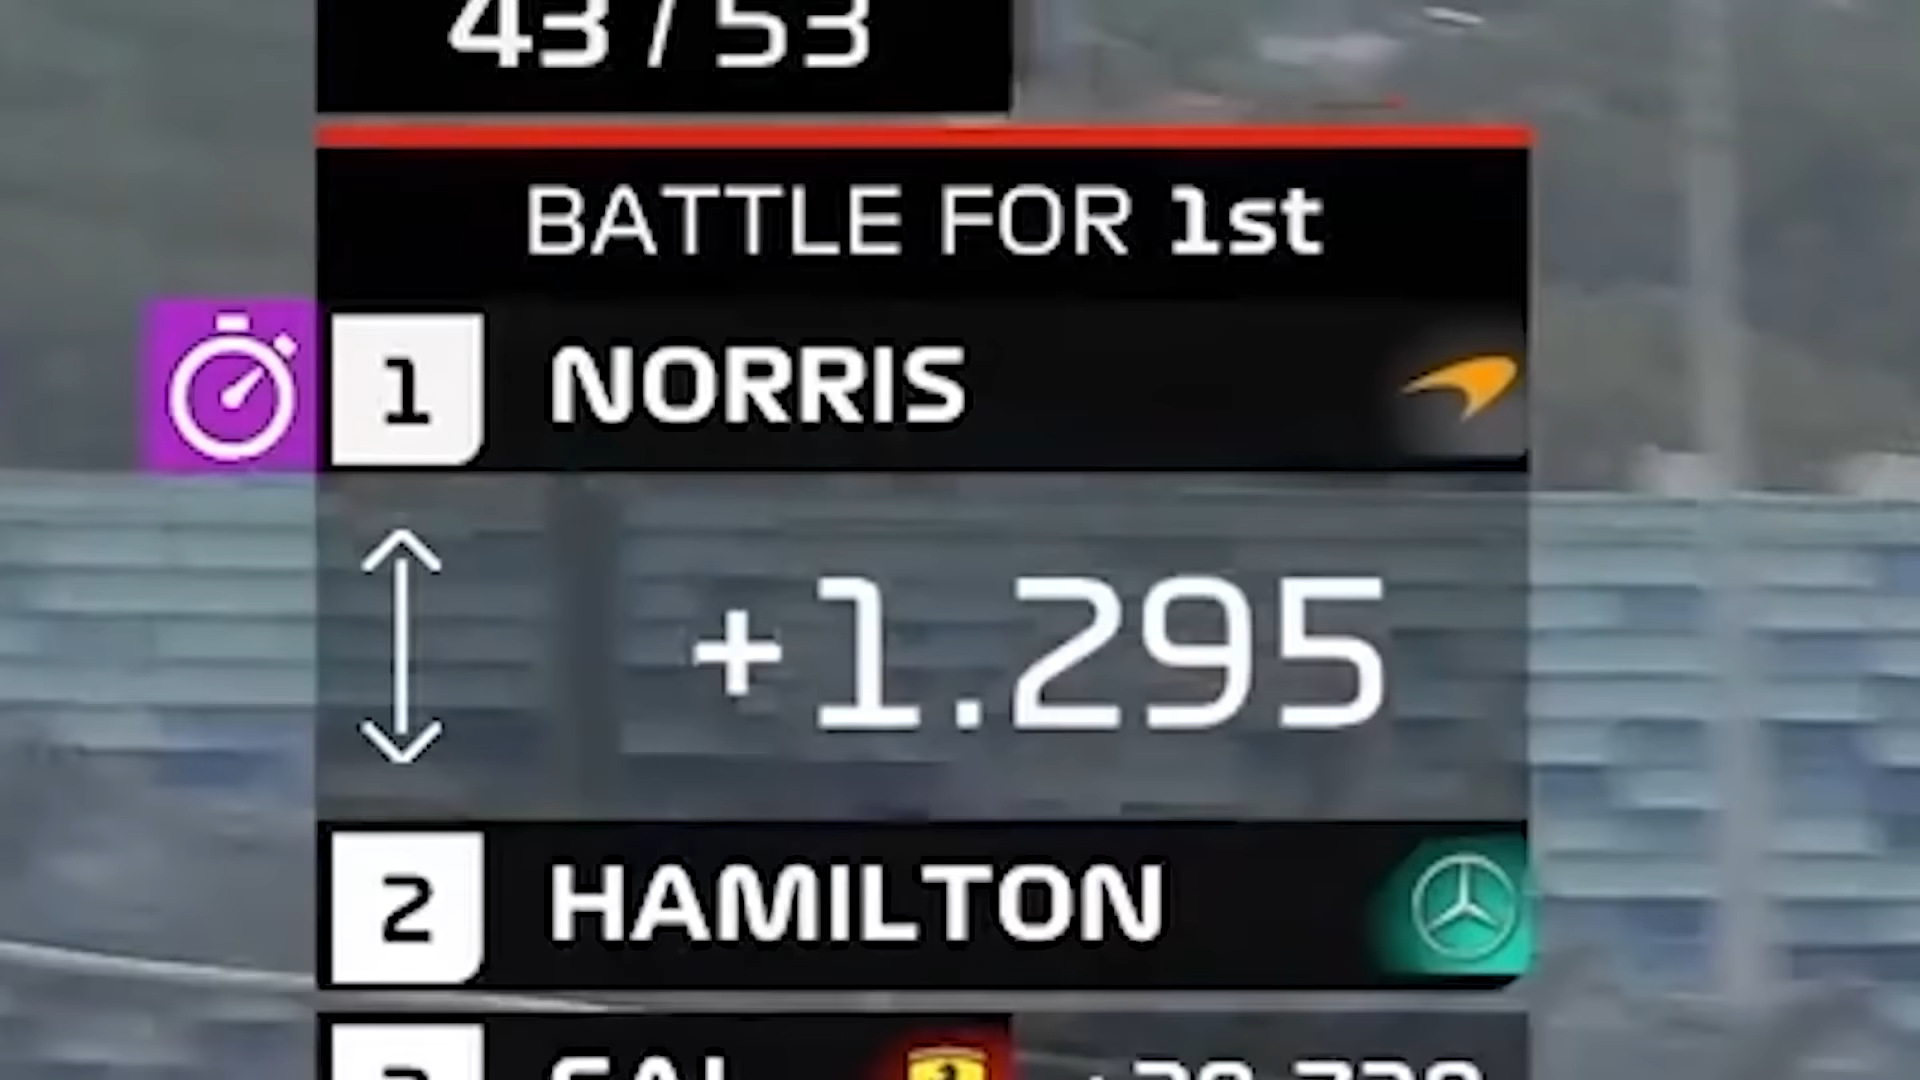 43 / 53
BATTLE FOR 1st
1 NORRIS
+1.295
2 HAMILTON